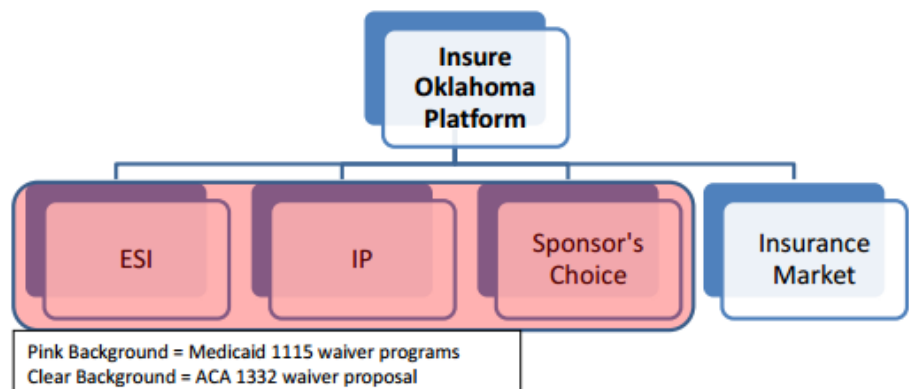 Insure
Oklahoma
Platform
ESI
IP
Sponsor's
Choice
Insurance
Market
Pink Background = Medicaid 1115 waiver programs
Clear Background = ACA 1332 waiver proposal